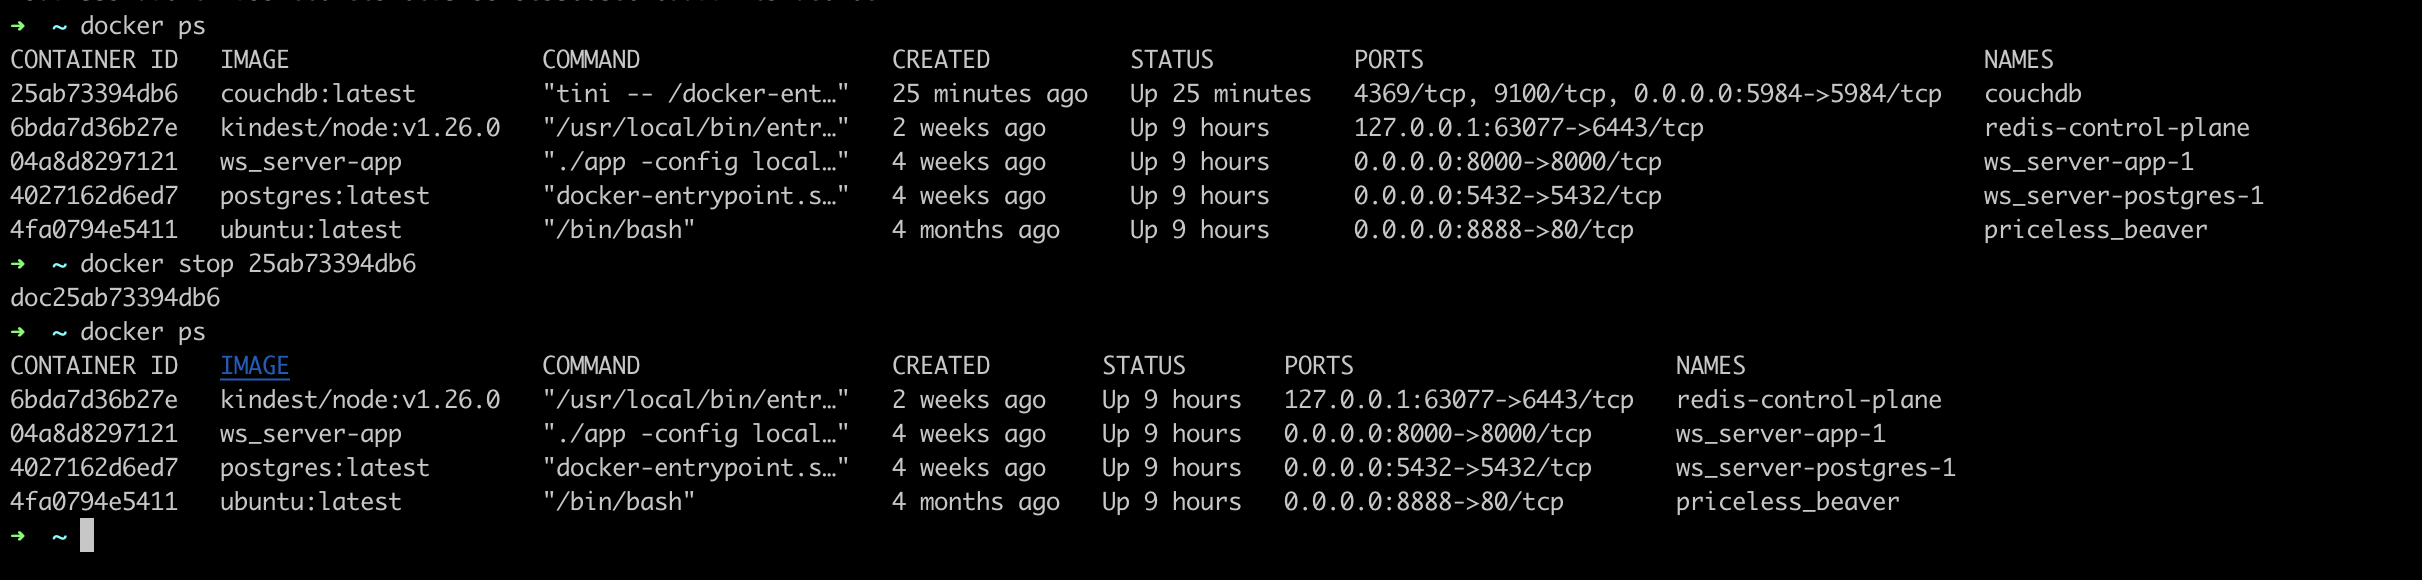 ➜  ~ docker ps
CONTAINER ID   IMAGE                  COMMAND                  CREATED          STATUS          PORTS                                        NAMES
25ab73394db6   couchdb:latest         "tini -- /docker-ent…"   25 minutes ago   Up 25 minutes   4369/tcp, 9100/tcp, 0.0.0.0:5984->5984/tcp   couchdb
6bda7d36b27e   kindest/node:v1.26.0   "/usr/local/bin/entr…"   2 weeks ago      Up 9 hours      127.0.0.1:63077->6443/tcp                    redis-control-plane
04a8d8297121   ws_server-app          "./app -config local…"   4 weeks ago      Up 9 hours      0.0.0.0:8000->8000/tcp                       ws_server-app-1
4027162d6ed7   postgres:latest        "docker-entrypoint.s…"   4 weeks ago      Up 9 hours      0.0.0.0:5432->5432/tcp                       ws_server-postgres-1
4fa0794e5411   ubuntu:latest          "/bin/bash"              4 months ago     Up 9 hours      0.0.0.0:8888->80/tcp                         priceless_beaver
➜  ~ docker stop 25ab73394db6
doc25ab73394db6
➜  ~ docker ps
CONTAINER ID   IMAGE                  COMMAND                  CREATED        STATUS       PORTS                       NAMES
6bda7d36b27e   kindest/node:v1.26.0   "/usr/local/bin/entr…"   2 weeks ago    Up 9 hours   127.0.0.1:63077->6443/tcp   redis-control-plane
04a8d8297121   ws_server-app          "./app -config local…"   4 weeks ago    Up 9 hours   0.0.0.0:8000->8000/tcp      ws_server-app-1
4027162d6ed7   postgres:latest        "docker-entrypoint.s…"   4 weeks ago    Up 9 hours   0.0.0.0:5432->5432/tcp      ws_server-postgres-1
4fa0794e5411   ubuntu:latest          "/bin/bash"              4 months ago   Up 9 hours   0.0.0.0:8888->80/tcp        priceless_beaver
➜  ~